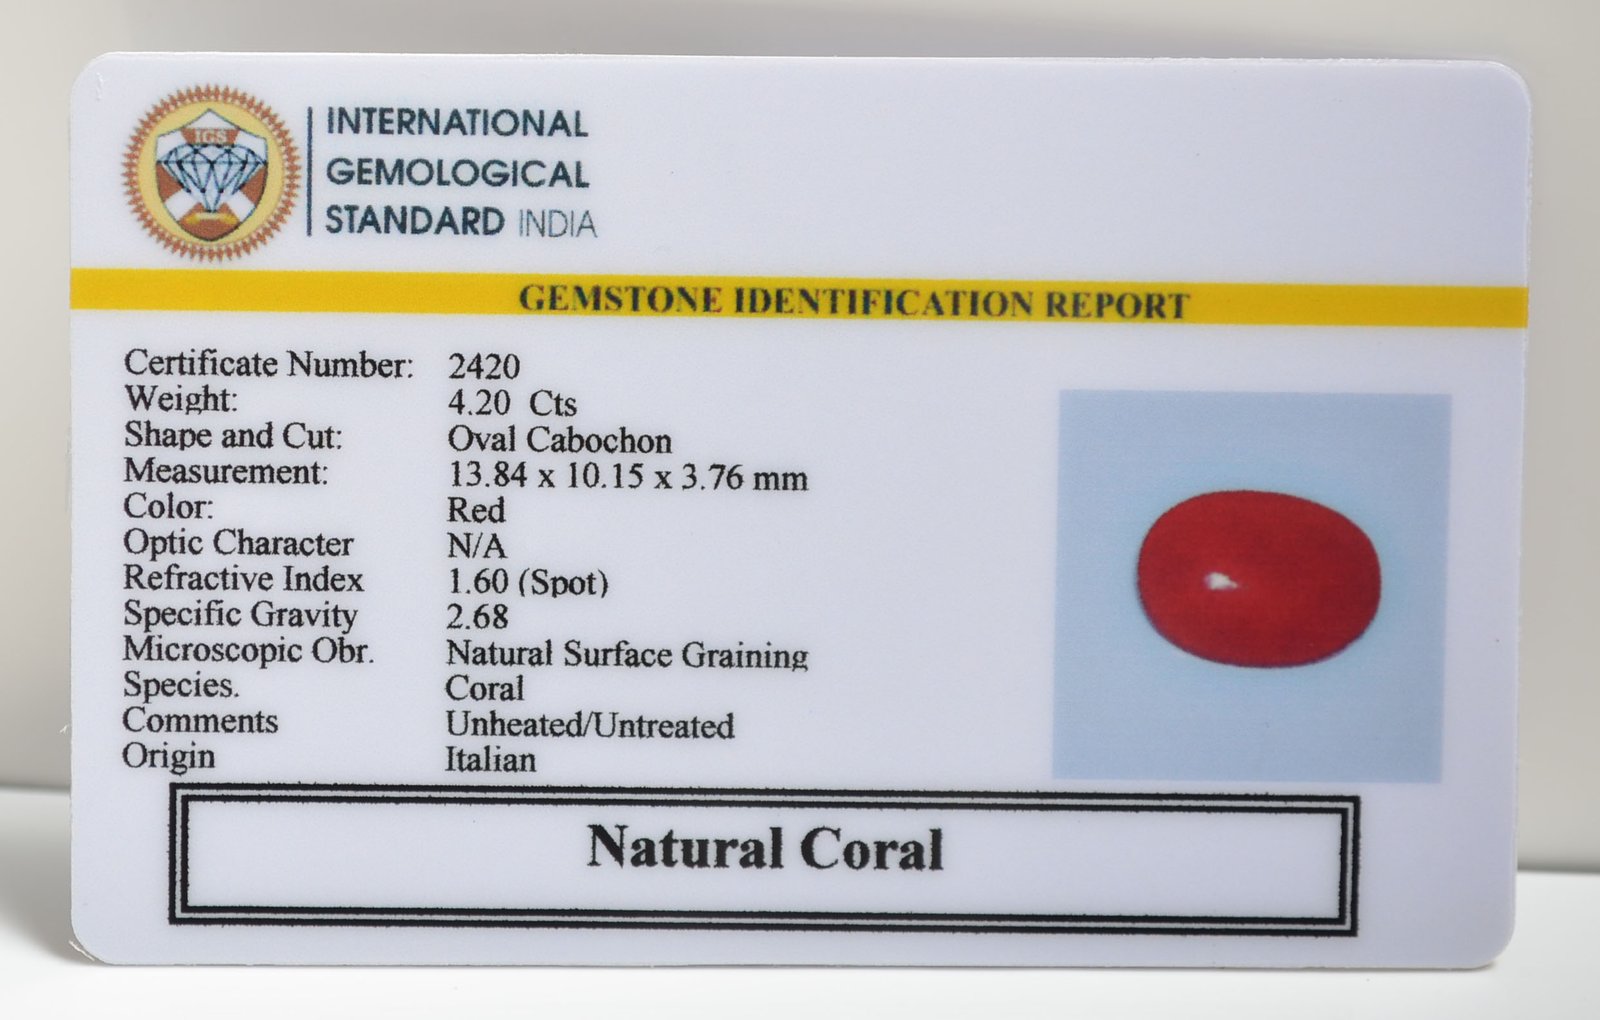 IGS
INTERNATIONAL
GEMOLOGICAL
STANDARD INDIA
GEMSTONE IDENTIFICATION REPORT
Certificate Number: 2420
Weight: 4.20 Cts
Shape and Cut: Oval Cabochon
Measurement: 13.84 x 10.15 x 3.76 mm
Color: Red
Optic Character N/A
Refractive Index 1.60 (Spot)
Specific Gravity 2.68
Microscopic Obr. Natural Surface Graining
Species. Coral
Comments Unheated/Untreated
Origin Italian
Natural Coral